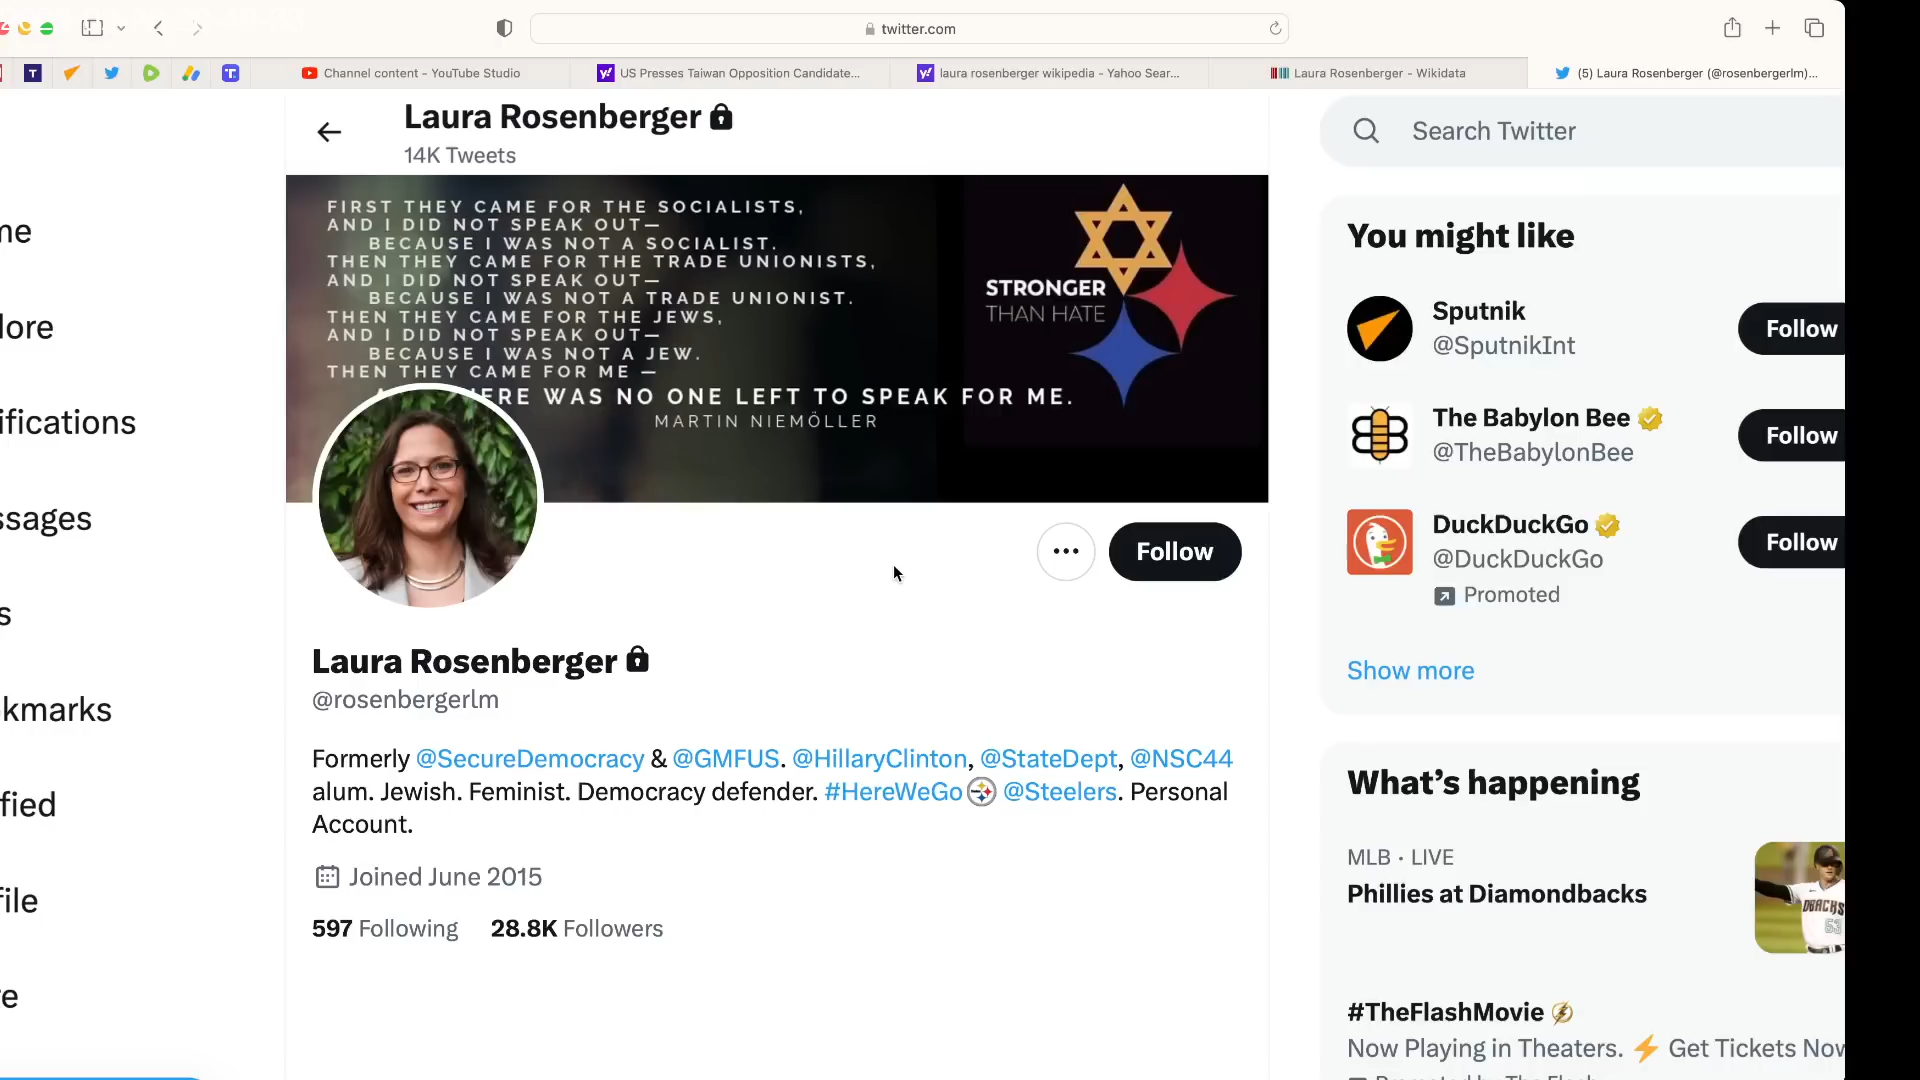 twitter.com
T
T
Channel content - YouTube Studio
y! US Presses Taiwan Opposition Candidate...
y! laura rosenberger wikipedia - Yahoo Sear...
Laura Rosenberger - Wikidata
(5) Laura Rosenberger (@rosenbergerlm)...
Laura Rosenberger
14K Tweets
FIRST THEY CAME FOR THE SOCIALISTS,
AND I DID NOT SPEAK OUT—
BECAUSE I WAS NOT A SOCIALIST.
THEN THEY CAME FOR THE TRADE UNIONISTS,
AND I DID NOT SPEAK OUT—
BECAUSE I WAS NOT A TRADE UNIONIST.
THEN THEY CAME FOR THE JEWS,
AND I DID NOT SPEAK OUT—
BECAUSE I WAS NOT A JEW.
THEN THEY CAME FOR ME —
ERE WAS NO ONE LEFT TO SPEAK FOR ME.
MARTIN NIEMÖLLER
STRONGER
THAN HATE
Follow
Laura Rosenberger
@rosenbergerlm
Formerly @SecureDemocracy & @GMFUS. @HillaryClinton, @StateDept, @NSC44
alum. Jewish. Feminist. Democracy defender. #HereWeGo @Steelers. Personal
Account.
Joined June 2015
597 Following 28.8K Followers
me
lore
ifications
ssages
s
kmarks
fied
file
re
Search Twitter
You might like
Sputnik
@SputnikInt
Follow
The Babylon Bee
@TheBabylonBee
Follow
DuckDuckGo
@DuckDuckGo
Promoted
Follow
Show more
What's happening
MLB · LIVE
Phillies at Diamondbacks
#TheFlashMovie
Now Playing in Theaters. ⚡ Get Tickets Now